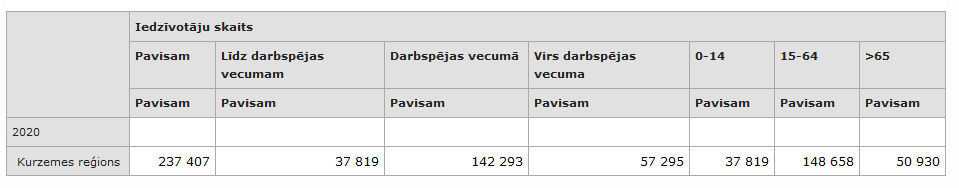 Iedzīvotāju skaits
Pavisam Līdz darbspējas vecumam Darbspējas vecumā Virs darbspējas vecuma 0-14 15-64 >65
Pavisam Pavisam Pavisam Pavisam Pavisam Pavisam Pavisam
2020
Kurzemes reģions 237 407 37 819 142 293 57 295 37 819 148 658 50 930